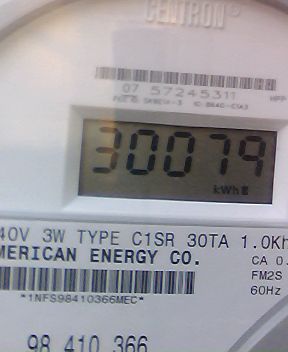 CENTRON®
07 57245311
30079
kWh
40V 3W TYPE C1SR 30TA 1.0Kh
MERICAN ENERGY CO.
CA 0.
FM2S
60Hz
*1NFS98410366MEC*
98 410 366